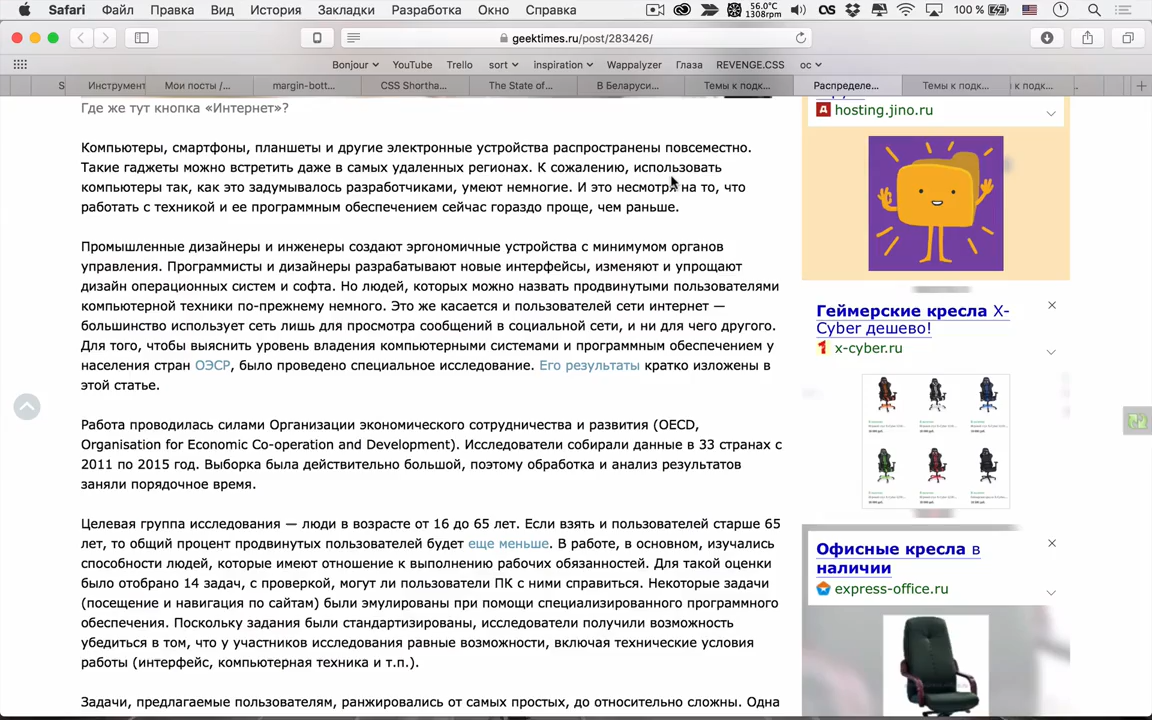 Safari Файл Правка Вид История Закладки Разработка Окно Справка
56.0°C
1308rpm
100 %
geektimes.ru/post/283426/
Bonjour YouTube Trello sort inspiration Wappalyzer Глаза REVENGE.CSS ос
S Инструмент Мои посты /... margin-bott... CSS Shortha... The State of... В Беларуси... Темы к подк... Распределе... Темы к подк... ы к подк...
Где же тут кнопка «Интернет»?
Компьютеры, смартфоны, планшеты и другие электронные устройства распространены повсеместно.
Такие гаджеты можно встретить даже в самых удаленных регионах. К сожалению, использовать
компьютеры так, как это задумывалось разработчиками, умеют немногие. И это несмотря на то, что
работать с техникой и ее программным обеспечением сейчас гораздо проще, чем раньше.
Промышленные дизайнеры и инженеры создают эргономичные устройства с минимумом органов
управления. Программисты и дизайнеры разрабатывают новые интерфейсы, изменяют и упрощают
дизайн операционных систем и софта. Но людей, которых можно назвать продвинутыми пользователями
компьютерной техники по-прежнему немного. Это же касается и пользователей сети интернет —
большинство использует сеть лишь для просмотра сообщений в социальной сети, и ни для чего другого.
Для того, чтобы выяснить уровень владения компьютерными системами и программным обеспечением у
населения стран ОЭСР, было проведено специальное исследование. Его результаты кратко изложены в
этой статье.
Работа проводилась силами Организации экономического сотрудничества и развития (OECD,
Organisation for Economic Co-operation and Development). Исследователи собирали данные в 33 странах с
2011 по 2015 год. Выборка была действительно большой, поэтому обработка и анализ результатов
заняли порядочное время.
Целевая группа исследования — люди в возрасте от 16 до 65 лет. Если взять и пользователей старше 65
лет, то общий процент продвинутых пользователей будет еще меньше. В работе, в основном, изучались
способности людей, которые имеют отношение к выполнению рабочих обязанностей. Для такой оценки
было отобрано 14 задач, с проверкой, могут ли пользователи ПК с ними справиться. Некоторые задачи
(посещение и навигация по сайтам) были эмулированы при помощи специализированного программного
обеспечения. Поскольку задания были стандартизированы, исследователи получили возможность
убедиться в том, что у участников исследования равные возможности, включая технические условия
работы (интерфейс, компьютерная техника и т.п.).
Задачи, предлагаемые пользователям, ранжировались от самых простых, до относительно сложны. Одна
hosting.jino.ru
Геймерские кресла X-
Cyber дешево!
x-cyber.ru
Офисные кресла в
наличии
express-office.ru